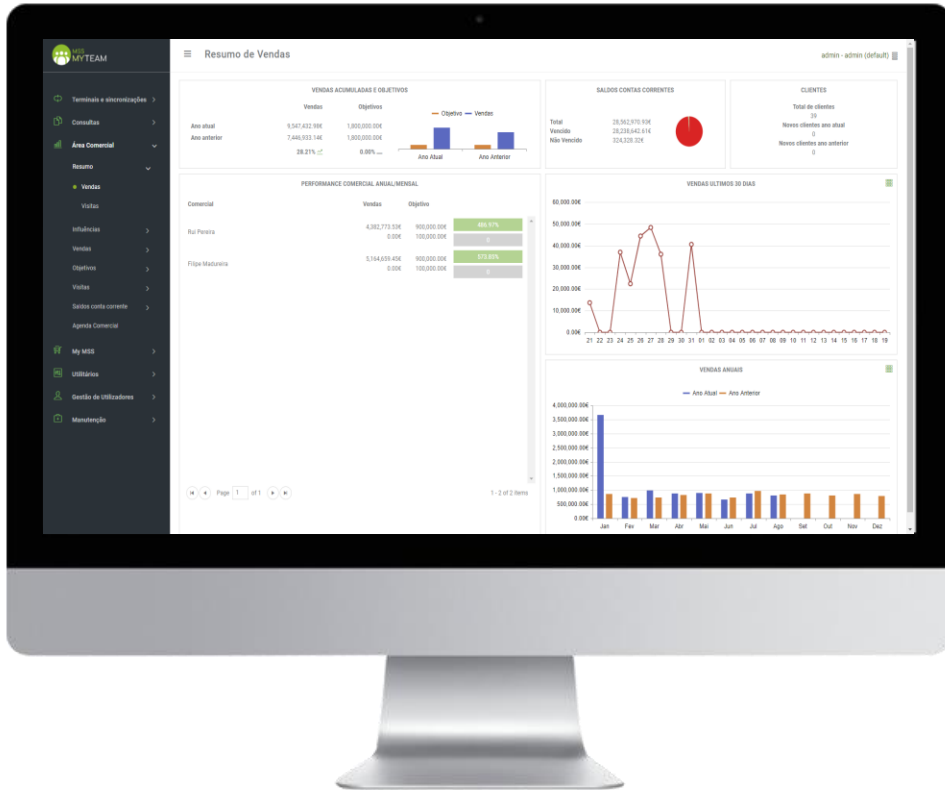 MSS
MYTEAM
Resumo de Vendas
admin - admin (default)
Terminais e sincronizações
Consultas
Área Comercial
Resumo
Vendas
Visitas
Influências
Vendas
Objetivos
Visitas
Saldos conta corrente
Agenda Comercial
My MSS
Utilitários
Gestão de Utilizadores
Manutenção
VENDAS ACUMULADAS E OBJETIVOS
Vendas Objetivos
Ano atual 9,547,432.98€ 1,800,000.00€
Ano anterior 7,446,933.14€ 1,800,000.00€
28.21% 0.00%
Objetivo Vendas
Ano Atual Ano Anterior
SALDOS CONTAS CORRENTES
Total 28,562,970.93€
Vencido 28,238,642.61€
Não Vencido 324,328.32€
CLIENTES
Total de clientes
39
Novos clientes ano atual
0
Novos clientes ano anterior
0
PERFORMANCE COMERCIAL ANUAL/MENSAL
Comercial Vendas Objetivo
Rui Pereira 4,382,773.53€ 900,000.00€ 486.97%
0.00€ 100,000.00€ 0
Filipe Madureira 5,164,659.45€ 900,000.00€ 573.85%
0.00€ 100,000.00€ 0
Page 1 of 1
1 - 2 of 2 items
VENDAS ULTIMOS 30 DIAS
60,000.00€
50,000.00€
40,000.00€
30,000.00€
20,000.00€
10,000.00€
0.00€
21 22 23 24 25 26 27 28 29 30 31 01 02 03 04 05 06 07 08 09 10 11 12 13 14 15 16 17 18 19
VENDAS ANUAIS
Ano Atual Ano Anterior
4,000,000.00€
3,500,000.00€
3,000,000.00€
2,500,000.00€
2,000,000.00€
1,500,000.00€
1,000,000.00€
500,000.00€
0.00€
Jan Fev Mar Abr Mai Jun Jul Ago Set Out Nov Dez